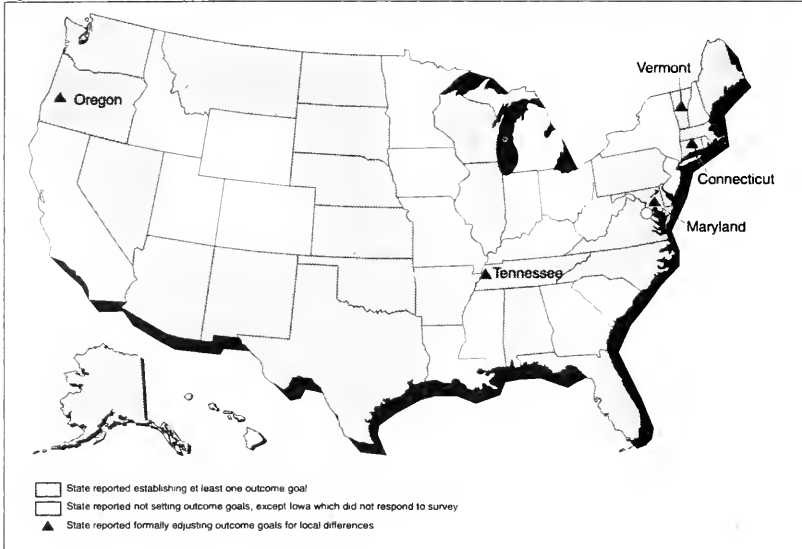 Vermont
Oregon
Connecticut
Maryland
Tennessee
State reported establishing et least one outcome goal
State reported not setting outcome goals, except Iowa which did not respond to survey
State reported formally adjusting outcome goals for local differences